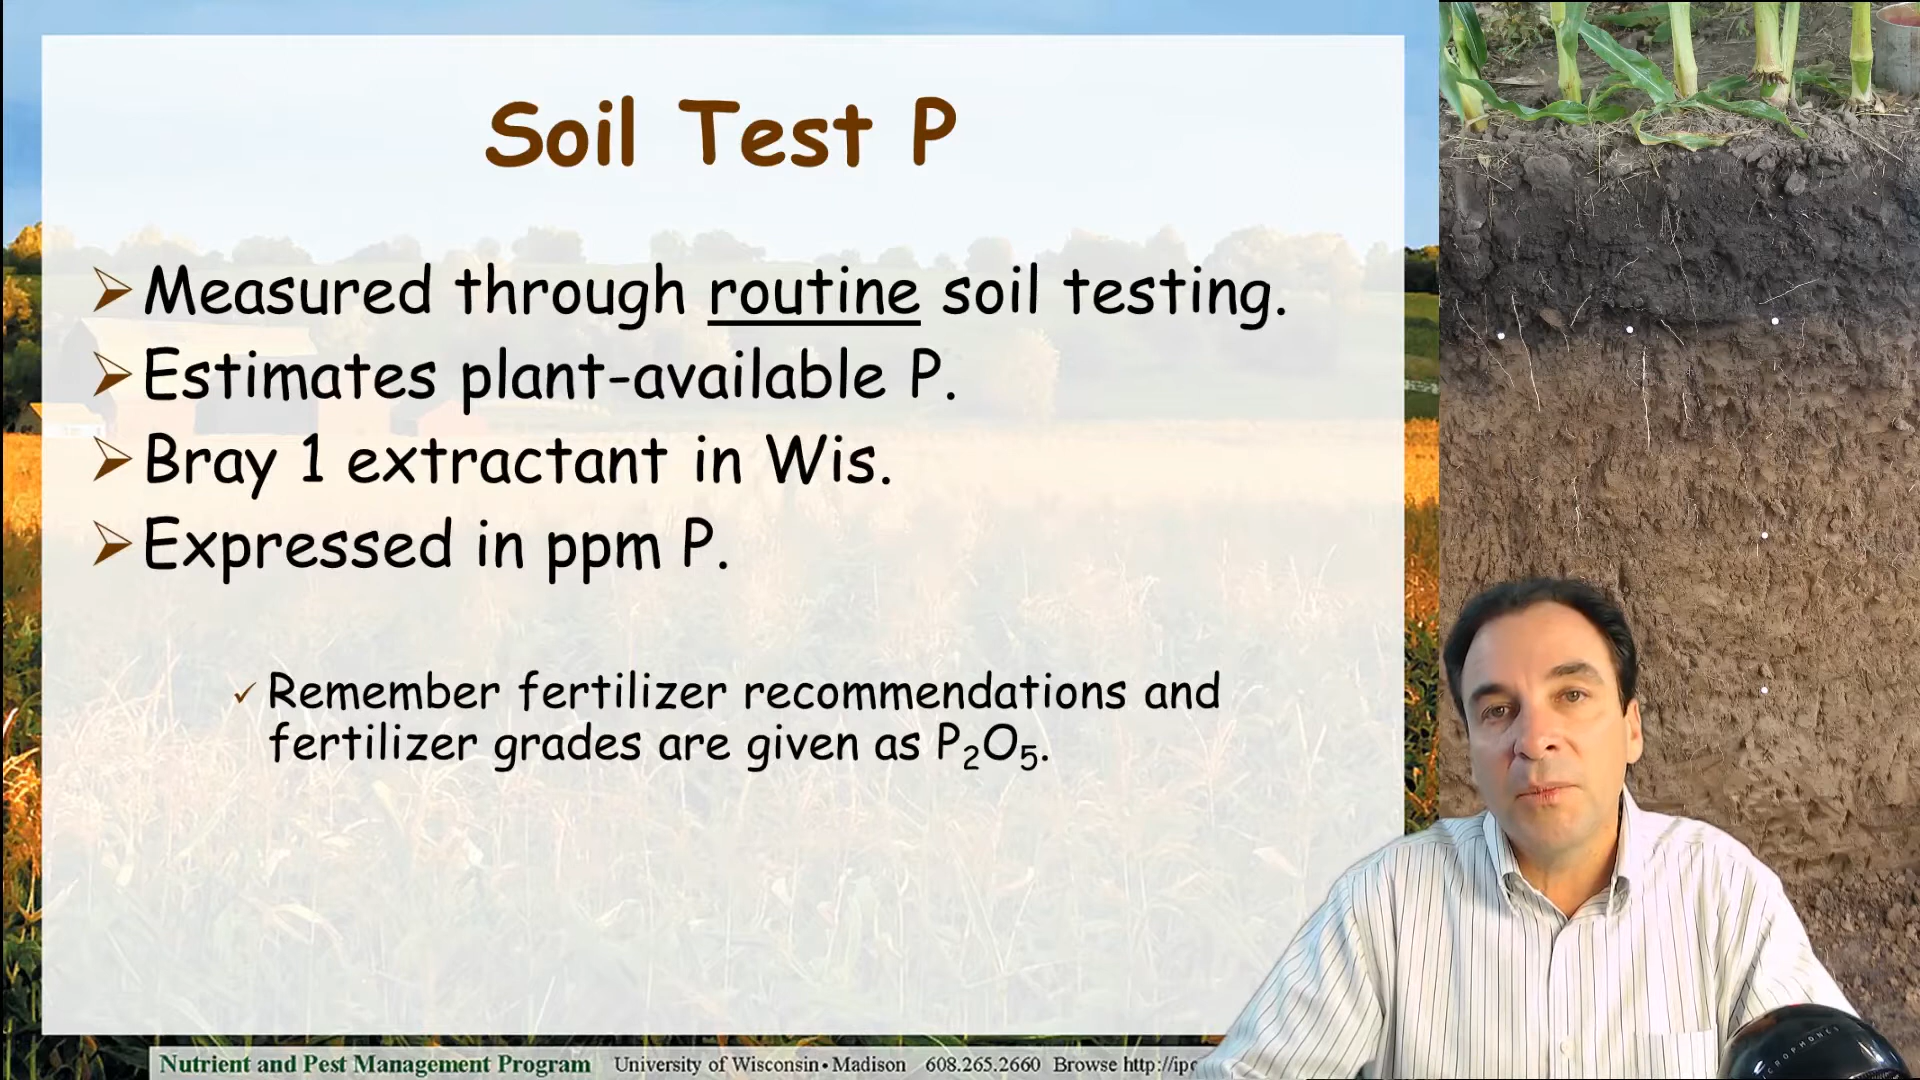 Soil Test P
Measured through routine soil testing.
Estimates plant-available P.
Bray 1 extractant in Wis.
Expressed in ppm P.
Remember fertilizer recommendations and
fertilizer grades are given as P₂O₅.
Nutrient and Pest Management Program University of Wisconsin•Madison 608.265.2660 Browse http://ipc